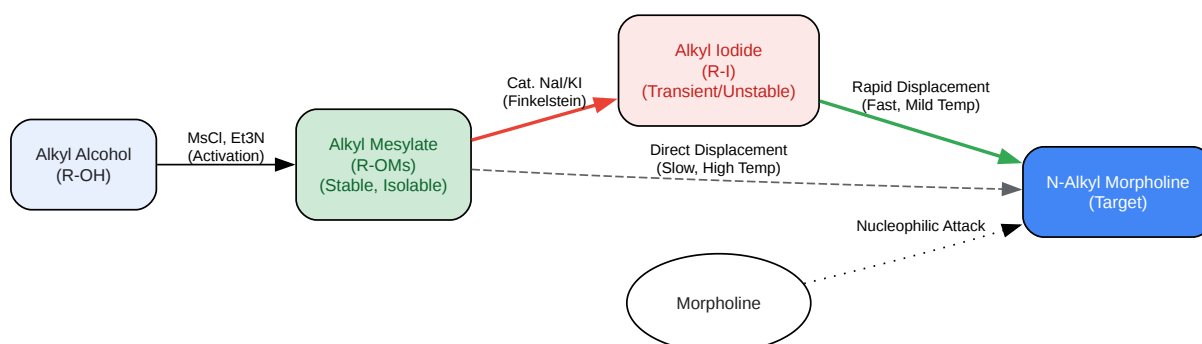 Alkyl Alcohol
(R-OH)
MsCl, Et3N
(Activation)
Alkyl Mesylate
(R-OMs)
(Stable, Isolable)
Cat. NaI/KI
(Finkelstein)
Alkyl Iodide
(R-I)
(Transient/Unstable)
Rapid Displacement
(Fast, Mild Temp)
Direct Displacement
(Slow, High Temp)
N-Alkyl Morpholine
(Target)
Nucleophilic Attack
Morpholine